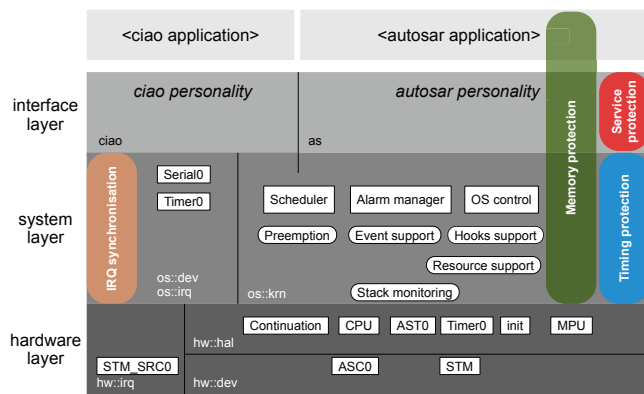 <ciao application>
<autosar application>
interface
layer
ciao personality
autosar personality
ciao
as
Memory protection
Service
protection
system
layer
IRQ synchronisation
Serial0
Timer0
os::dev
os::irq
Scheduler
Alarm manager
OS control
Preemption
Event support
Hooks support
Resource support
Stack monitoring
os::krn
Timing protection
hardware
layer
Continuation
CPU
AST0
Timer0
init
MPU
hw::hal
STM_SRC0
hw::irq
ASC0
STM
hw::dev